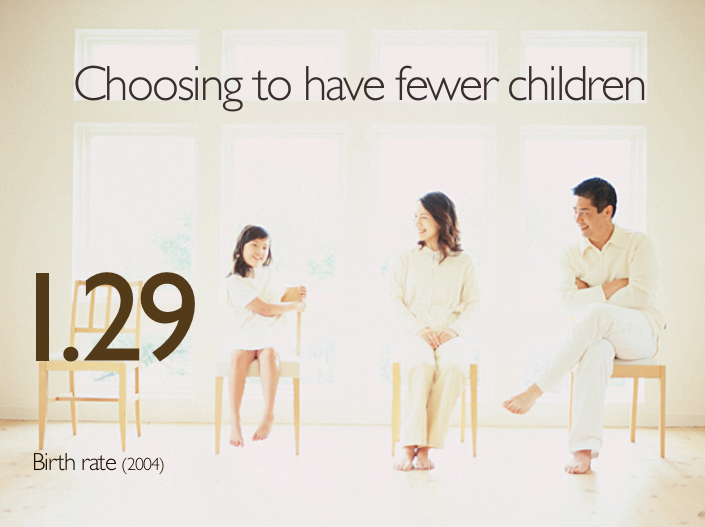 Choosing to have fewer children
1.29
Birth rate (2004)